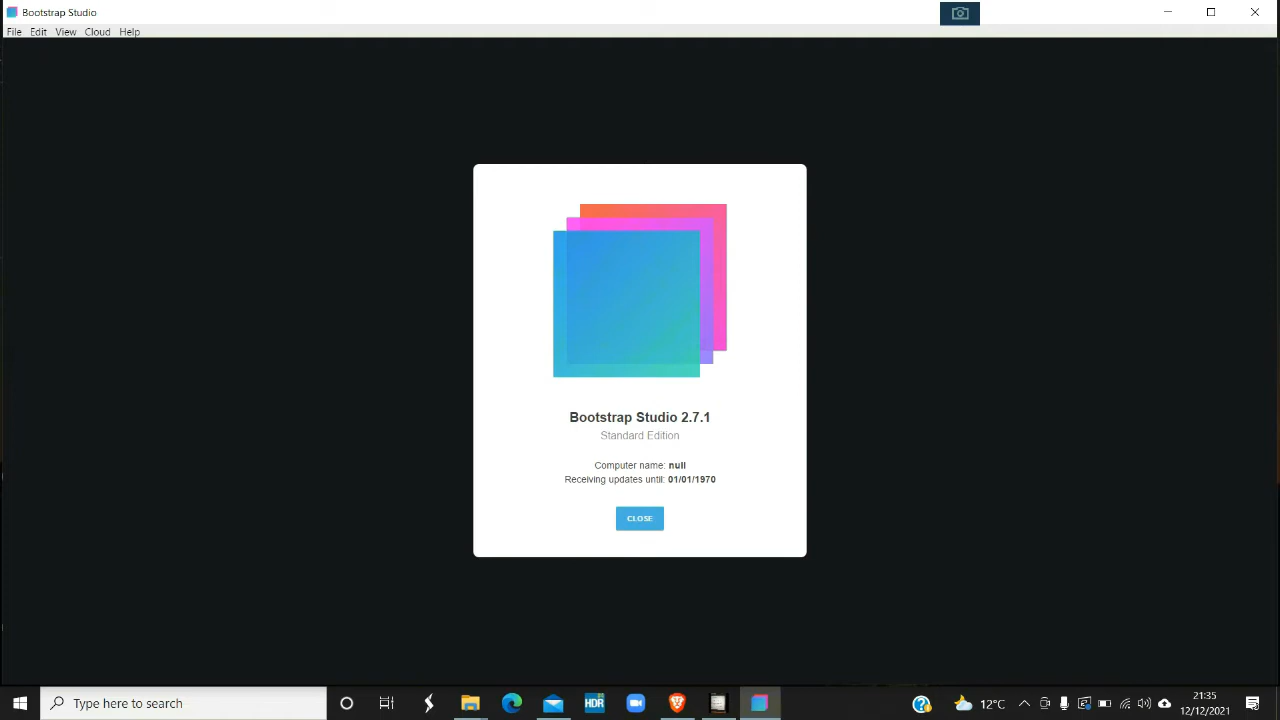 Bootstrap Studio
File Edit View Cloud Help
Bootstrap Studio 2.7.1
Standard Edition
Computer name: null
Receiving updates until: 01/01/1970
CLOSE
Type here to search
HDR
12°C
21:35
12/12/2021